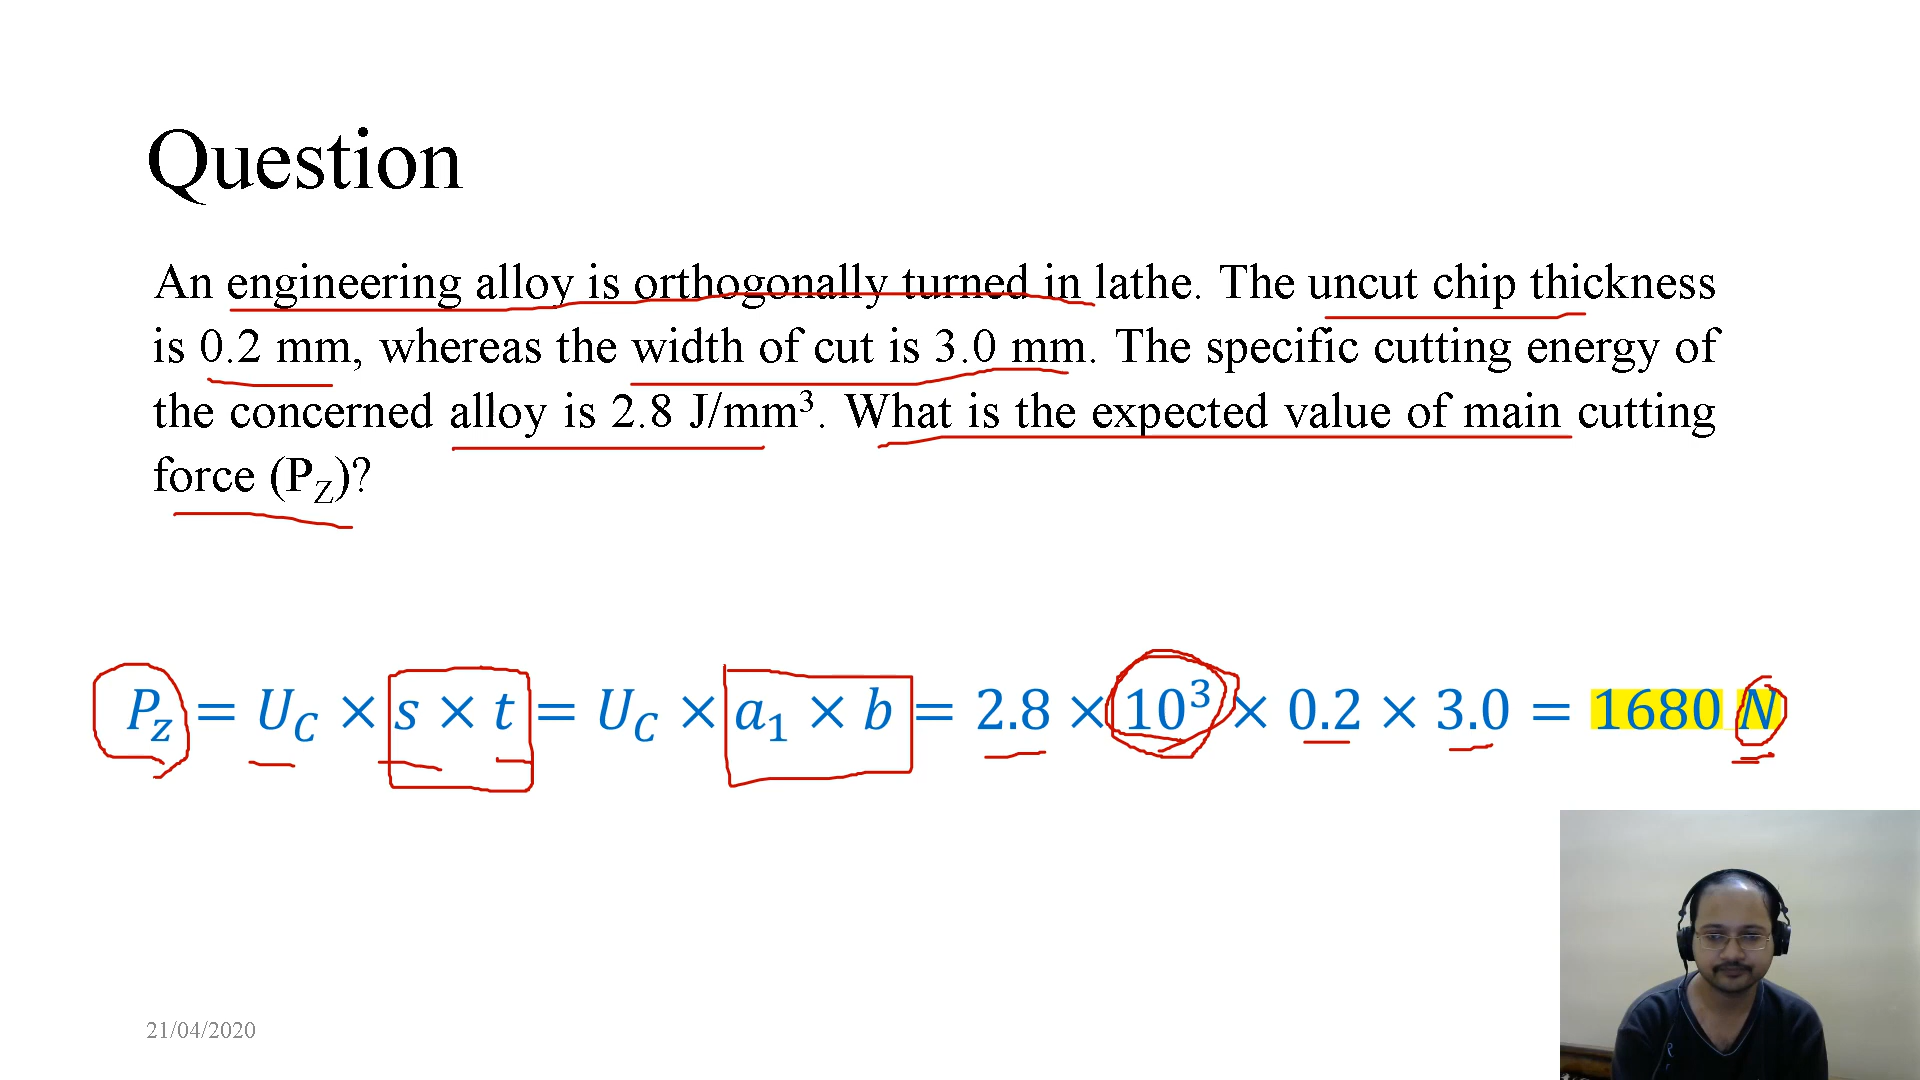 Question
An engineering alloy is orthogonally turned in lathe. The uncut chip thickness
is 0.2 mm, whereas the width of cut is 3.0 mm. The specific cutting energy of
the concerned alloy is 2.8 J/mm³. What is the expected value of main cutting
force (P_Z)?
P_z = U_C × s × t = U_C × a₁ × b = 2.8 × 10³ × 0.2 × 3.0 = 1680 N
21/04/2020